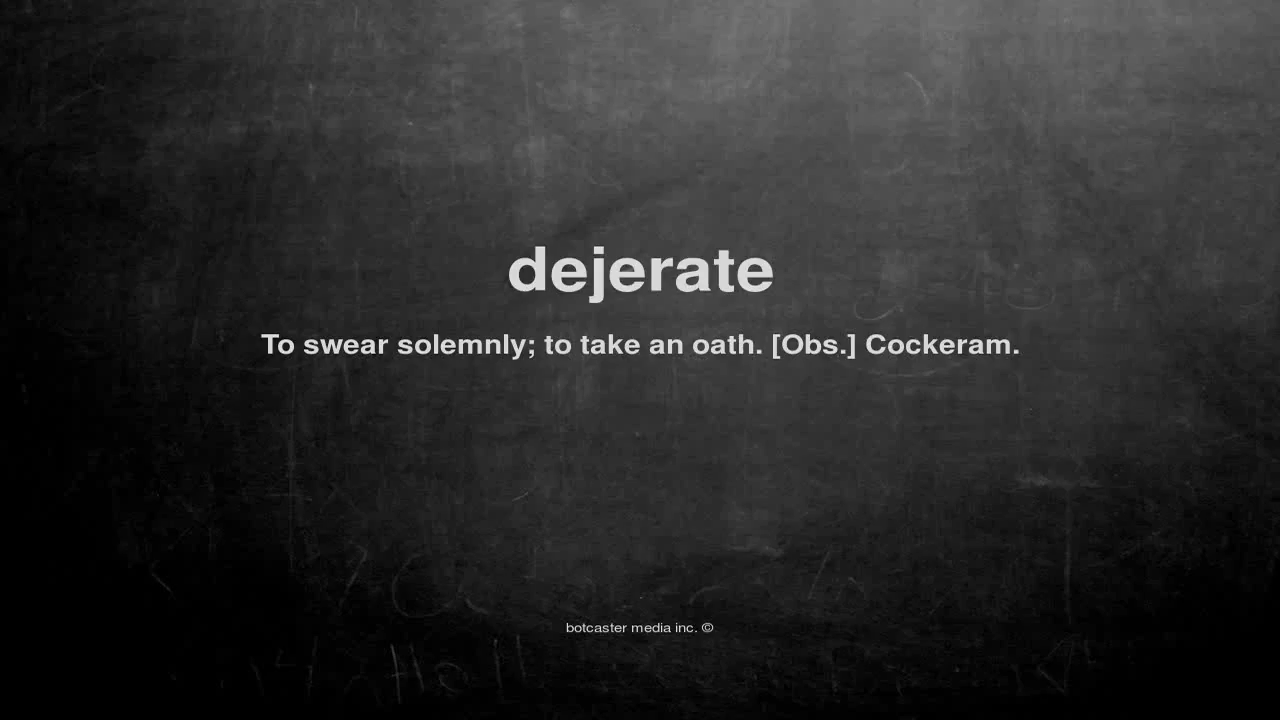 dejerate
To swear solemnly; to take an oath. [Obs.] Cockeram.
botcaster media inc. ©